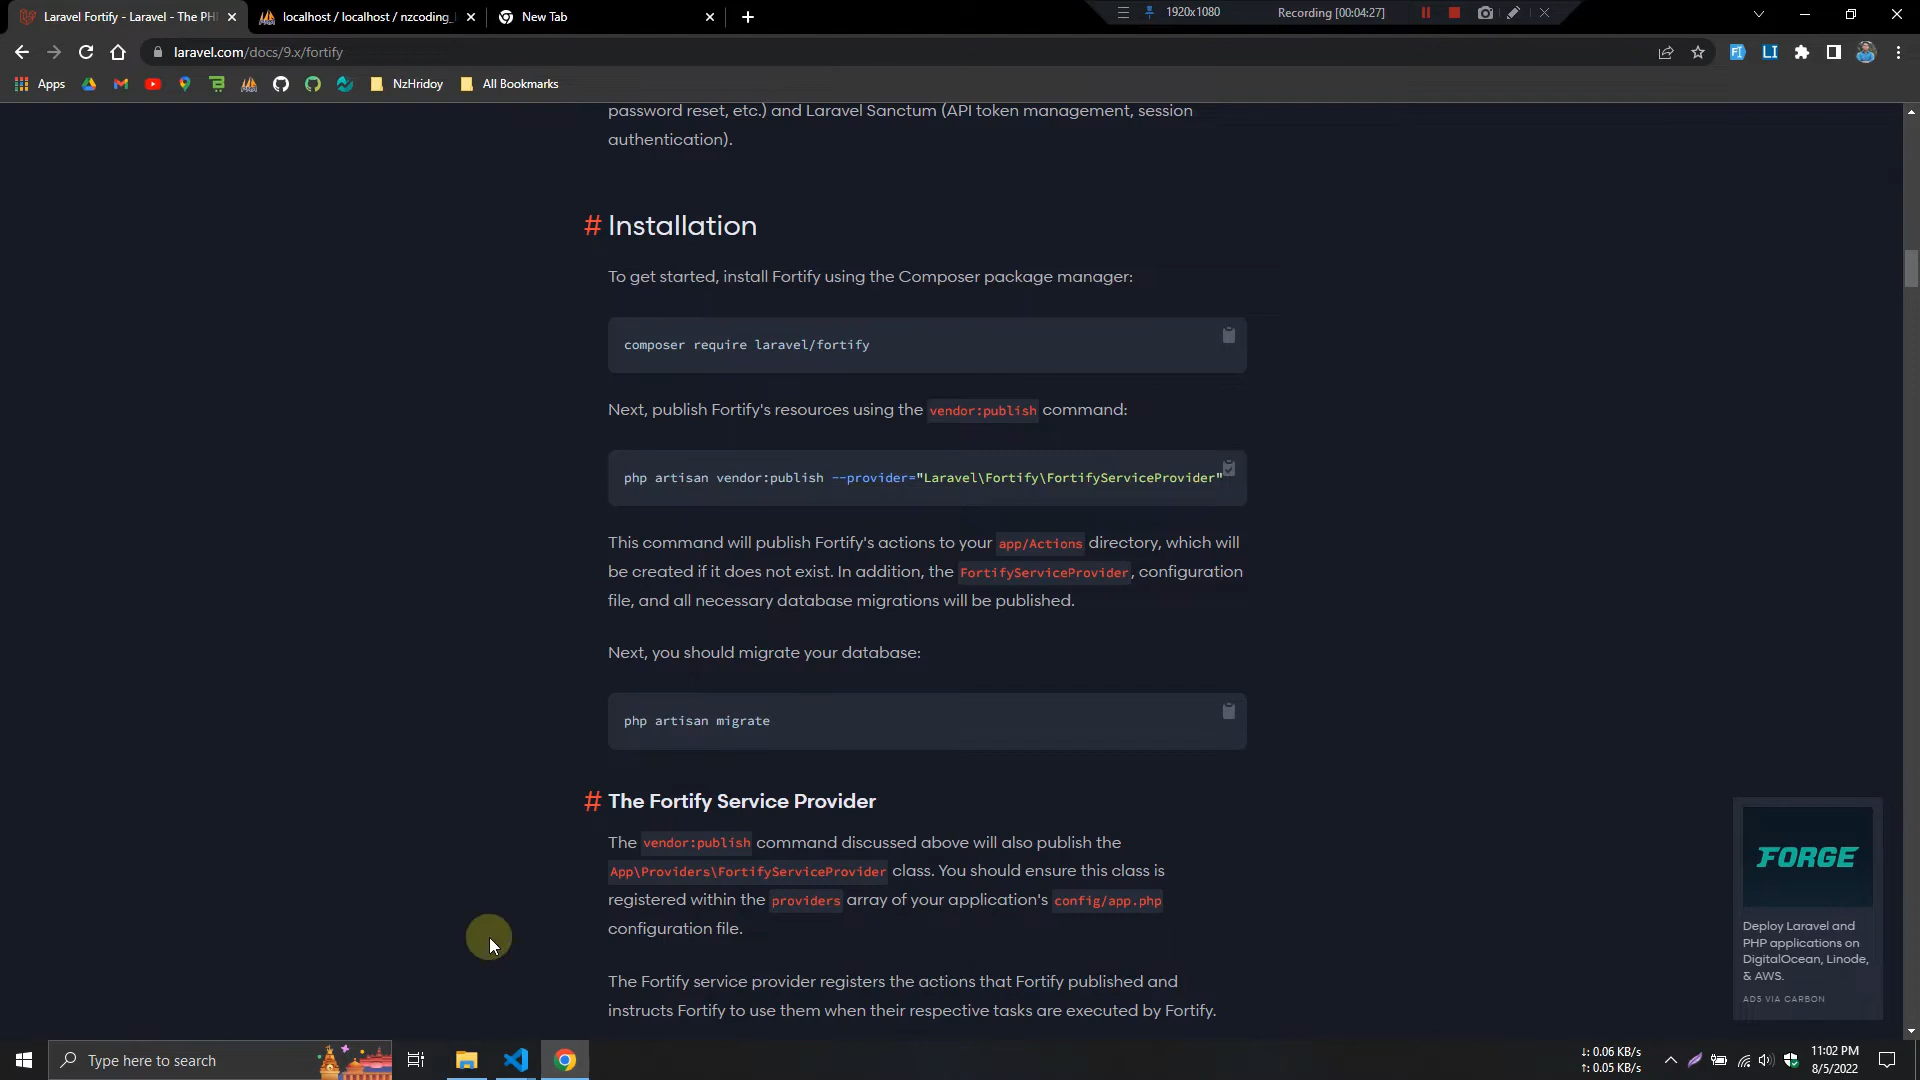 Laravel Fortify - Laravel - The PH
localhost / localhost / nzcoding_
New Tab
1920x1080
Recording [00:04:27]
laravel.com/docs/9.x/fortify
Apps
NzHridoy
All Bookmarks
password reset, etc.) and Laravel Sanctum (API token management, session
authentication).
# Installation
To get started, install Fortify using the Composer package manager:
composer require laravel/fortify
Next, publish Fortify's resources using the vendor:publish command:
php artisan vendor:publish --provider="Laravel\Fortify\FortifyServiceProvider"
This command will publish Fortify's actions to your app/Actions directory, which will
be created if it does not exist. In addition, the FortifyServiceProvider, configuration
file, and all necessary database migrations will be published.
Next, you should migrate your database:
php artisan migrate
# The Fortify Service Provider
The vendor:publish command discussed above will also publish the
App\Providers\FortifyServiceProvider class. You should ensure this class is
registered within the providers array of your application's config/app.php
configuration file.
The Fortify service provider registers the actions that Fortify published and
instructs Fortify to use them when their respective tasks are executed by Fortify.
FORGE
Deploy Laravel and
PHP applications on
DigitalOcean, Linode,
& AWS.
ADS VIA CARBON
Type here to search
↓: 0.06 KB/s
↑: 0.05 KB/s
11:02 PM
8/5/2022